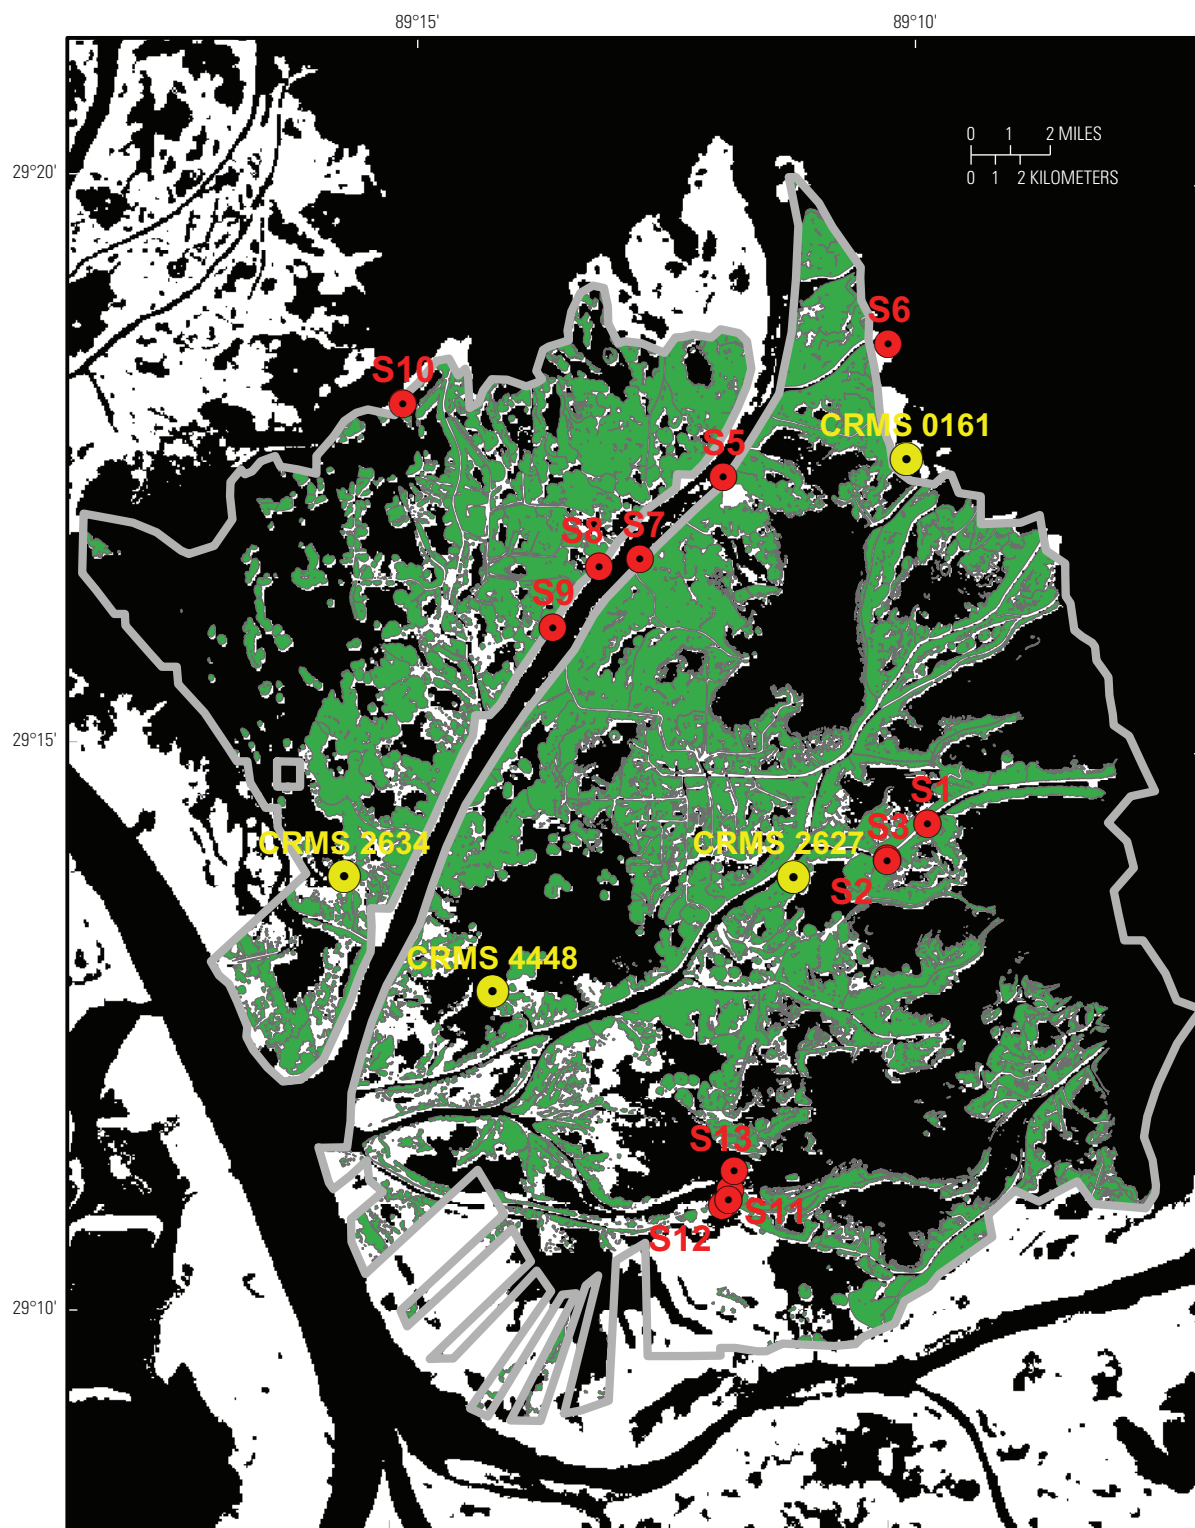 89°15'
89°10'
0 1 2 MILES
0 1 2 KILOMETERS
29°20'
S6
S10
CRMS 0161
S5
S8
S7
S9
29°15'
S1
S3
CRMS 2634
CRMS 2627
S2
CRMS 4448
S13
S11
S12
29°10'